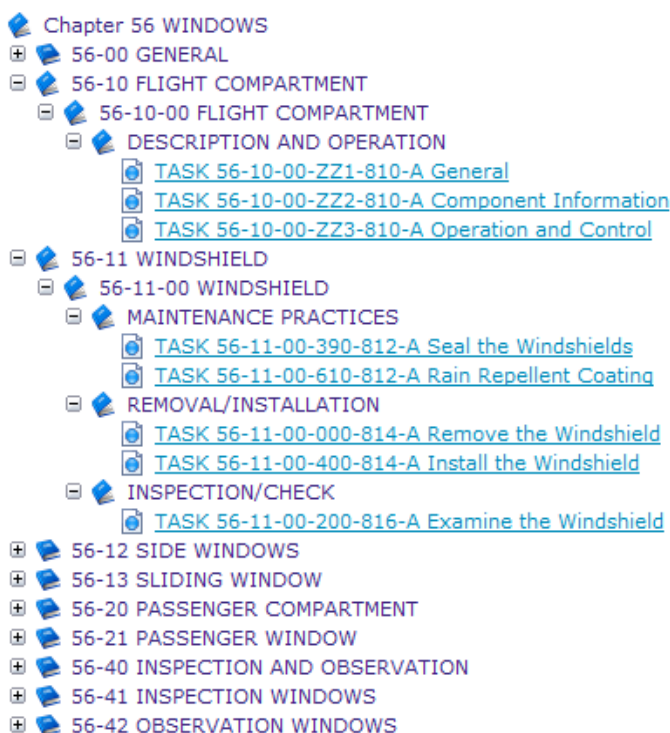 Chapter 56 WINDOWS
56-00 GENERAL
56-10 FLIGHT COMPARTMENT
56-10-00 FLIGHT COMPARTMENT
DESCRIPTION AND OPERATION
TASK 56-10-00-ZZ1-810-A General
TASK 56-10-00-ZZ2-810-A Component Information
TASK 56-10-00-ZZ3-810-A Operation and Control
56-11 WINDSHIELD
56-11-00 WINDSHIELD
MAINTENANCE PRACTICES
TASK 56-11-00-390-812-A Seal the Windshields
TASK 56-11-00-610-812-A Rain Repellent Coating
REMOVAL/INSTALLATION
TASK 56-11-00-000-814-A Remove the Windshield
TASK 56-11-00-400-814-A Install the Windshield
INSPECTION/CHECK
TASK 56-11-00-200-816-A Examine the Windshield
56-12 SIDE WINDOWS
56-13 SLIDING WINDOW
56-20 PASSENGER COMPARTMENT
56-21 PASSENGER WINDOW
56-40 INSPECTION AND OBSERVATION
56-41 INSPECTION WINDOWS
56-42 OBSERVATION WINDOWS